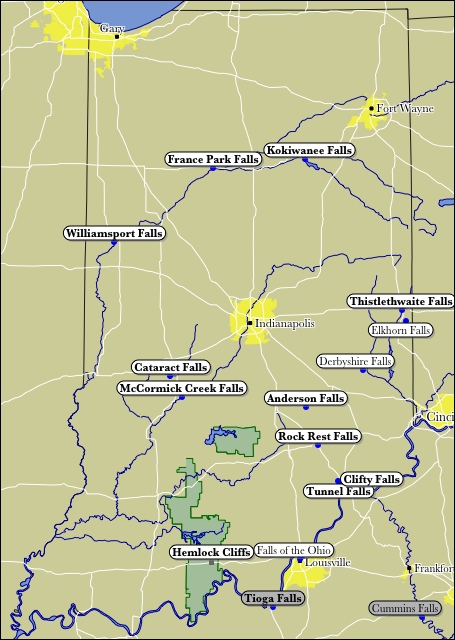 Gary
Fort Wayne
Kokiwanee Falls
France Park Falls
Williamsport Falls
Thistlethwaite Falls
Indianapolis
Elkhorn Falls
Derbyshire Falls
Cataract Falls
McCormick Creek Falls
Anderson Falls
Cinci
Rock Rest Falls
Clifty Falls
Tunnel Falls
Hemlock Cliffs
Falls of the Ohio
Louisville
Frankfor
Tioga Falls
Cummins Falls